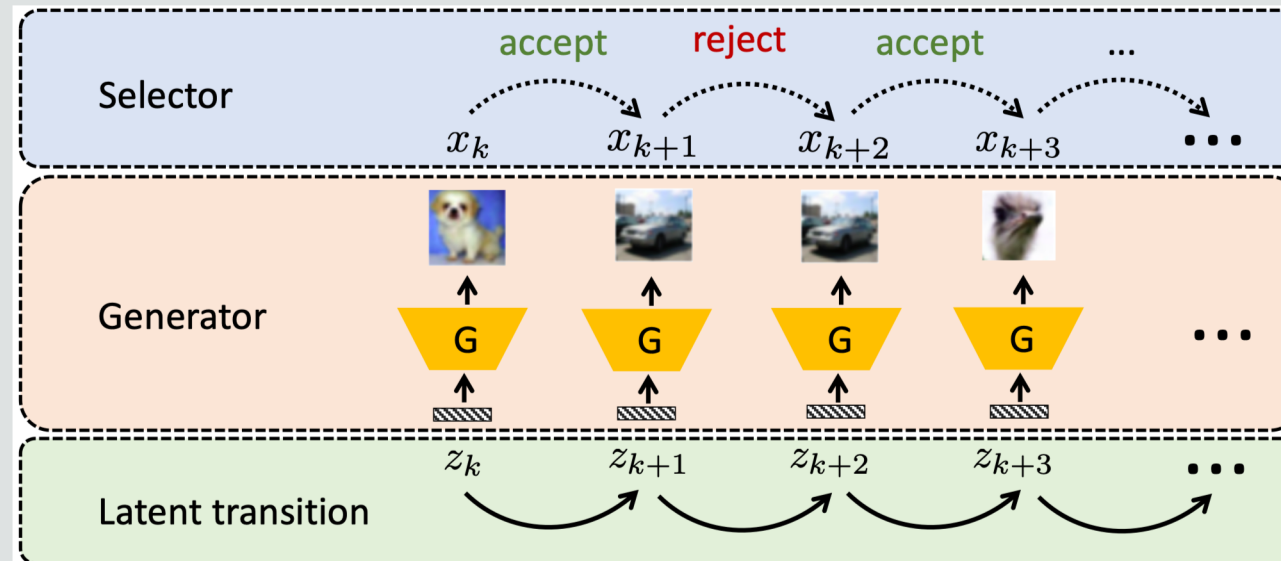 accept reject accept ...
Selector
x_k x_{k+1} x_{k+2} x_{k+3} ...
Generator
G G G G ...
z_k z_{k+1} z_{k+2} z_{k+3} ...
Latent transition